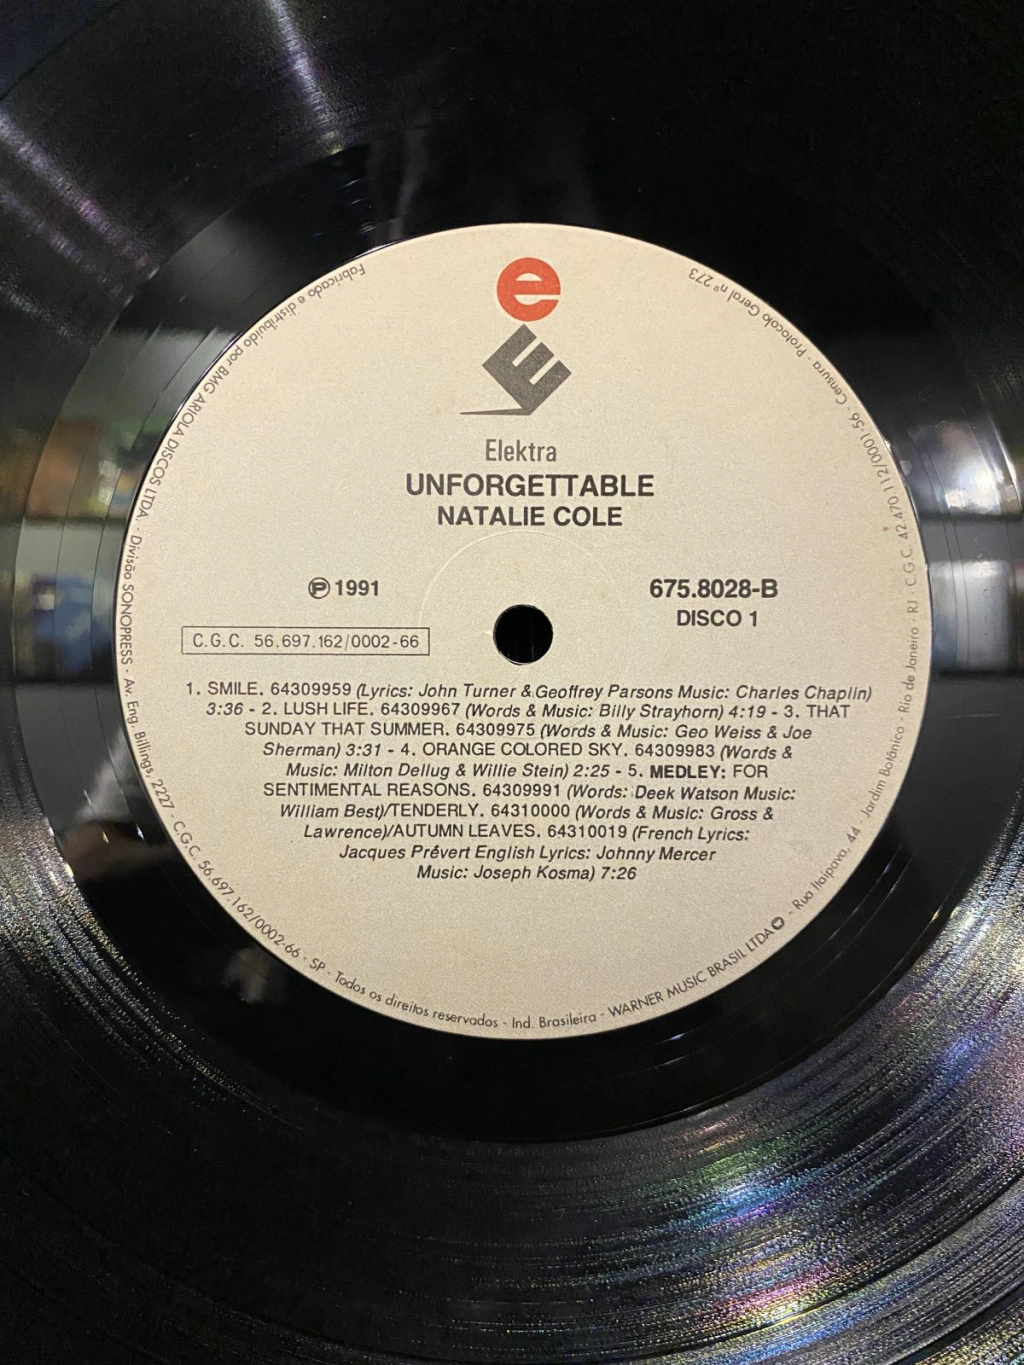 e
E
Elektra
UNFORGETTABLE
NATALIE COLE
℗ 1991
675.8028-B
DISCO 1
C.G.C. 56.697.162/0002-66
1. SMILE. 64309959 (Lyrics: John Turner & Geoffrey Parsons Music: Charles Chaplin)
3:36 - 2. LUSH LIFE. 64309967 (Words & Music: Billy Strayhorn) 4:19 - 3. THAT
SUNDAY THAT SUMMER. 64309975 (Words & Music: Geo Weiss & Joe
Sherman) 3:31 - 4. ORANGE COLORED SKY. 64309983 (Words &
Music: Milton Dellug & Willie Stein) 2:25 - 5. MEDLEY: FOR
SENTIMENTAL REASONS. 64309991 (Words: Deek Watson Music:
William Best)/TENDERLY. 64310000 (Words & Music: Gross &
Lawrence)/AUTUMN LEAVES. 64310019 (French Lyrics:
Jacques Prévert English Lyrics: Johnny Mercer
Music: Joseph Kosma) 7:26
Fabricado e distribuido por BMG ARIOLA DISCOS LTDA. - Divisão SONOPRESS - Av. Eng. Billings, 2227 - C.G.C. 56.697.162/0002-66 - SP - Todos os direitos reservados - Ind. Brasileira - WARNER MUSIC BRASIL LTDA - Rua Itaipava, 44 - Jardim Botânico - Rio de Janeiro - RJ - C.G.C. 42.470.112/0001-56 - Censura - Protocolo Geral nº 273